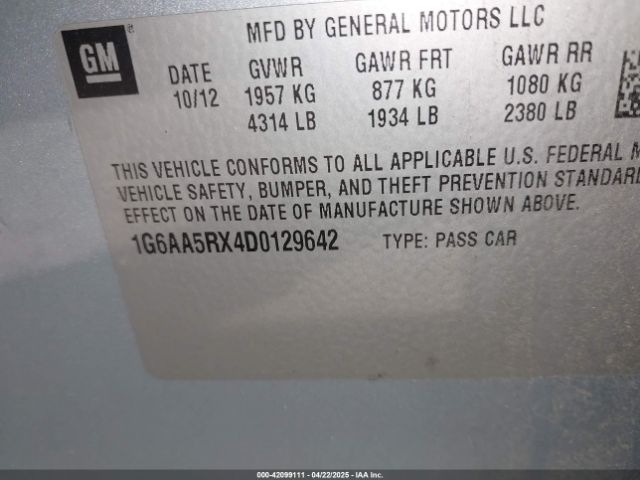 MFD BY GENERAL MOTORS LLC
GM
DATE GVWR GAWR FRT GAWR RR
10/12 1957 KG 877 KG 1080 KG
4314 LB 1934 LB 2380 LB
THIS VEHICLE CONFORMS TO ALL APPLICABLE U.S. FEDERAL M
VEHICLE SAFETY, BUMPER, AND THEFT PREVENTION STANDARD
EFFECT ON THE DATE OF MANUFACTURE SHOWN ABOVE.
1G6AA5RX4D0129642 TYPE: PASS CAR
000-42099111 - 04/22/2025 - IAAI.com